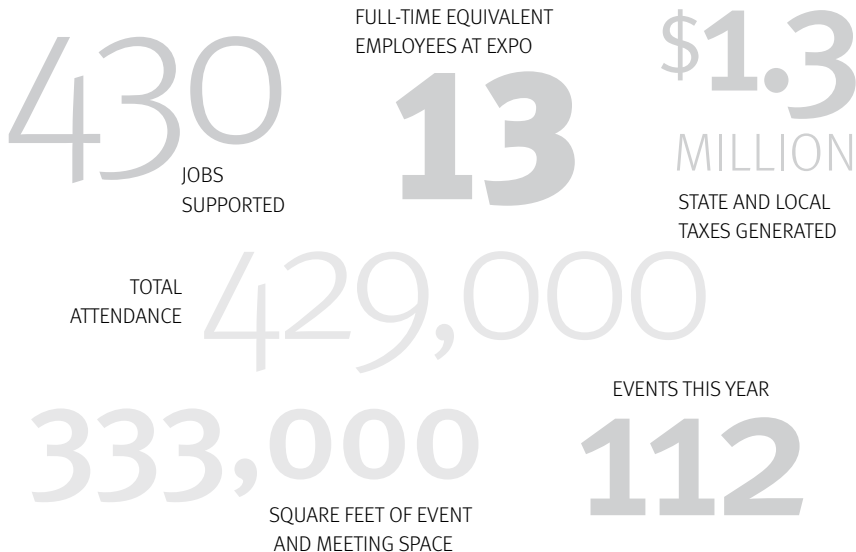 430
JOBS
SUPPORTED
FULL-TIME EQUIVALENT
EMPLOYEES AT EXPO
13
$1.3
MILLION
STATE AND LOCAL
TAXES GENERATED
TOTAL
ATTENDANCE
429,000
333,000
SQUARE FEET OF EVENT
AND MEETING SPACE
EVENTS THIS YEAR
112